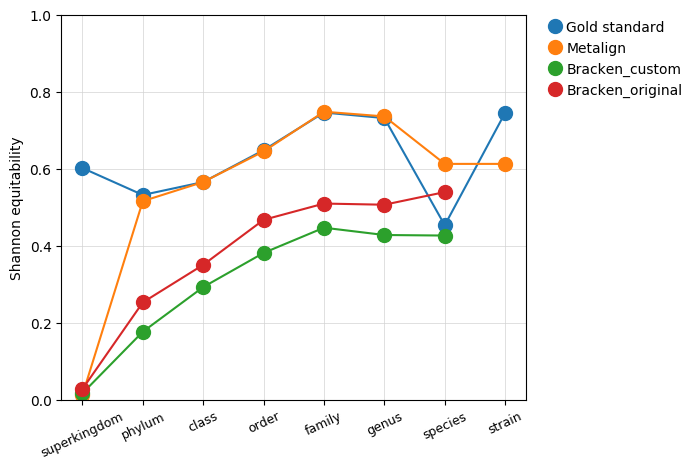 Gold standard
Metalign
Bracken_custom
Bracken_original
Shannon equitability
1.0
0.8
0.6
0.4
0.2
0.0
superkingdom
phylum
class
order
family
genus
species
strain